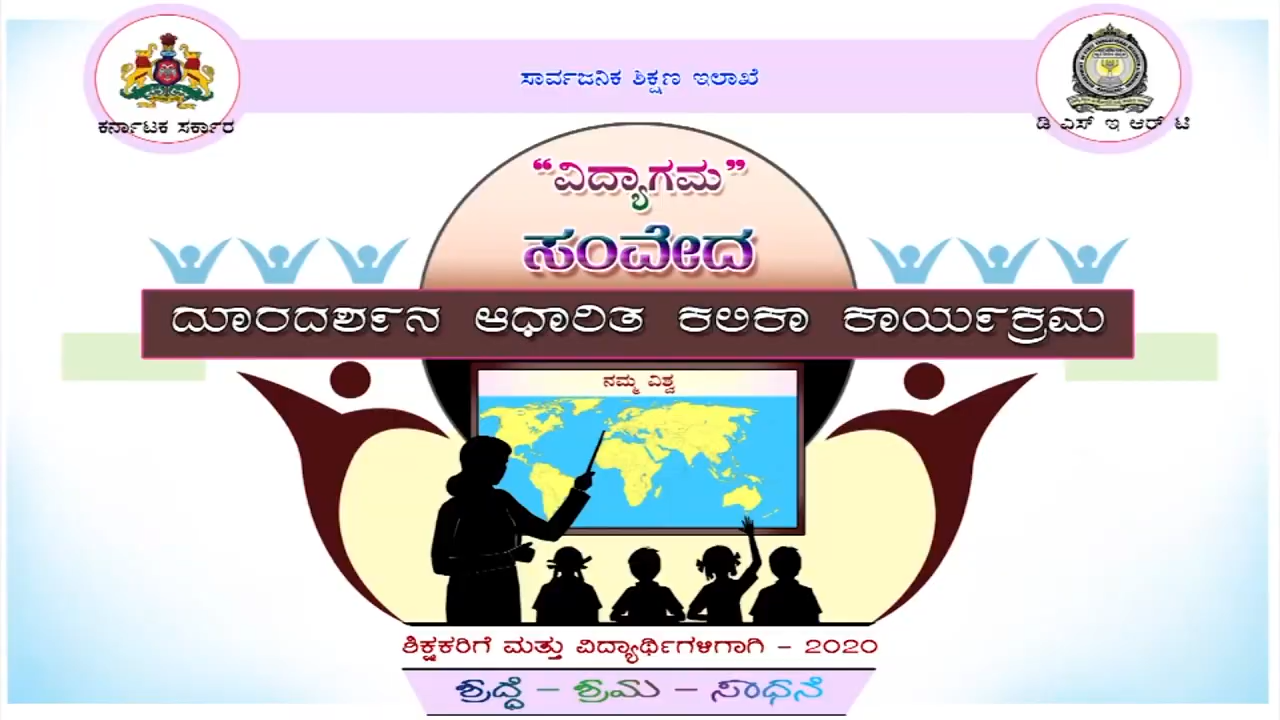 ಸಾರ್ವಜನಿಕ ಶಿಕ್ಷಣ ಇಲಾಖೆ
ಕರ್ನಾಟಕ ಸರ್ಕಾರ
ಡಿ ಎಸ್ ಇ ಆರ್ ಟಿ
“ವಿದ್ಯಾಗಮ”
ಸಂವೇದ
ದೂರದರ್ಶನ ಆಧಾರಿತ ಕಲಿಕಾ ಕಾರ್ಯಕ್ರಮ
ನಮ್ಮ ವಿಶ್ವ
ಶಿಕ್ಷಕರಿಗೆ ಮತ್ತು ವಿದ್ಯಾರ್ಥಿಗಳಿಗಾಗಿ - 2020
ಶ್ರದ್ಧೆ - ಶ್ರಮ - ಸಾಧನೆ